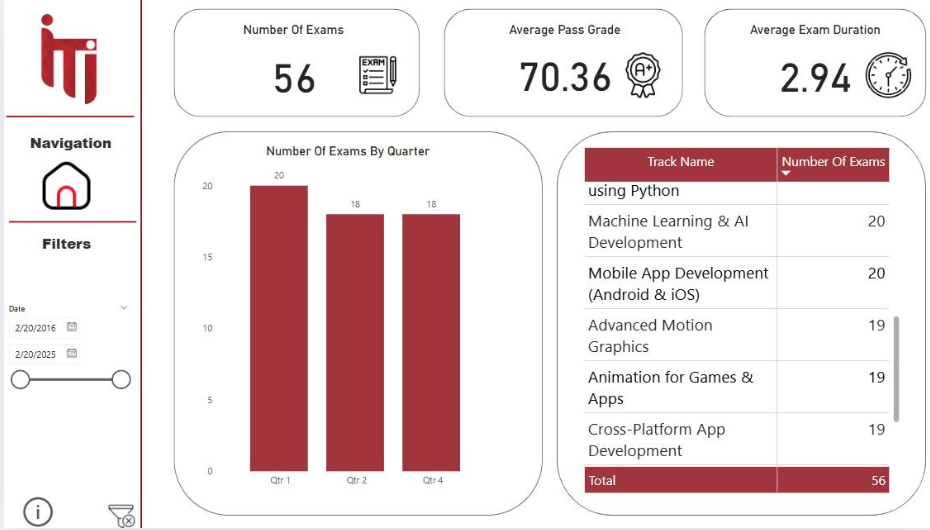 iTi
Number Of Exams
56
EXAM
Average Pass Grade
70.36
A+
Average Exam Duration
2.94
Navigation
Filters
Date
2/20/2016
2/20/2025
i
Number Of Exams By Quarter
20
15
10
5
0
20
18
18
Qtr 1
Qtr 2
Qtr 4
Track Name Number Of Exams
using Python
Machine Learning & AI
Development 20
Mobile App Development
(Android & iOS) 20
Advanced Motion
Graphics 19
Animation for Games &
Apps 19
Cross-Platform App
Development 19
Total 56